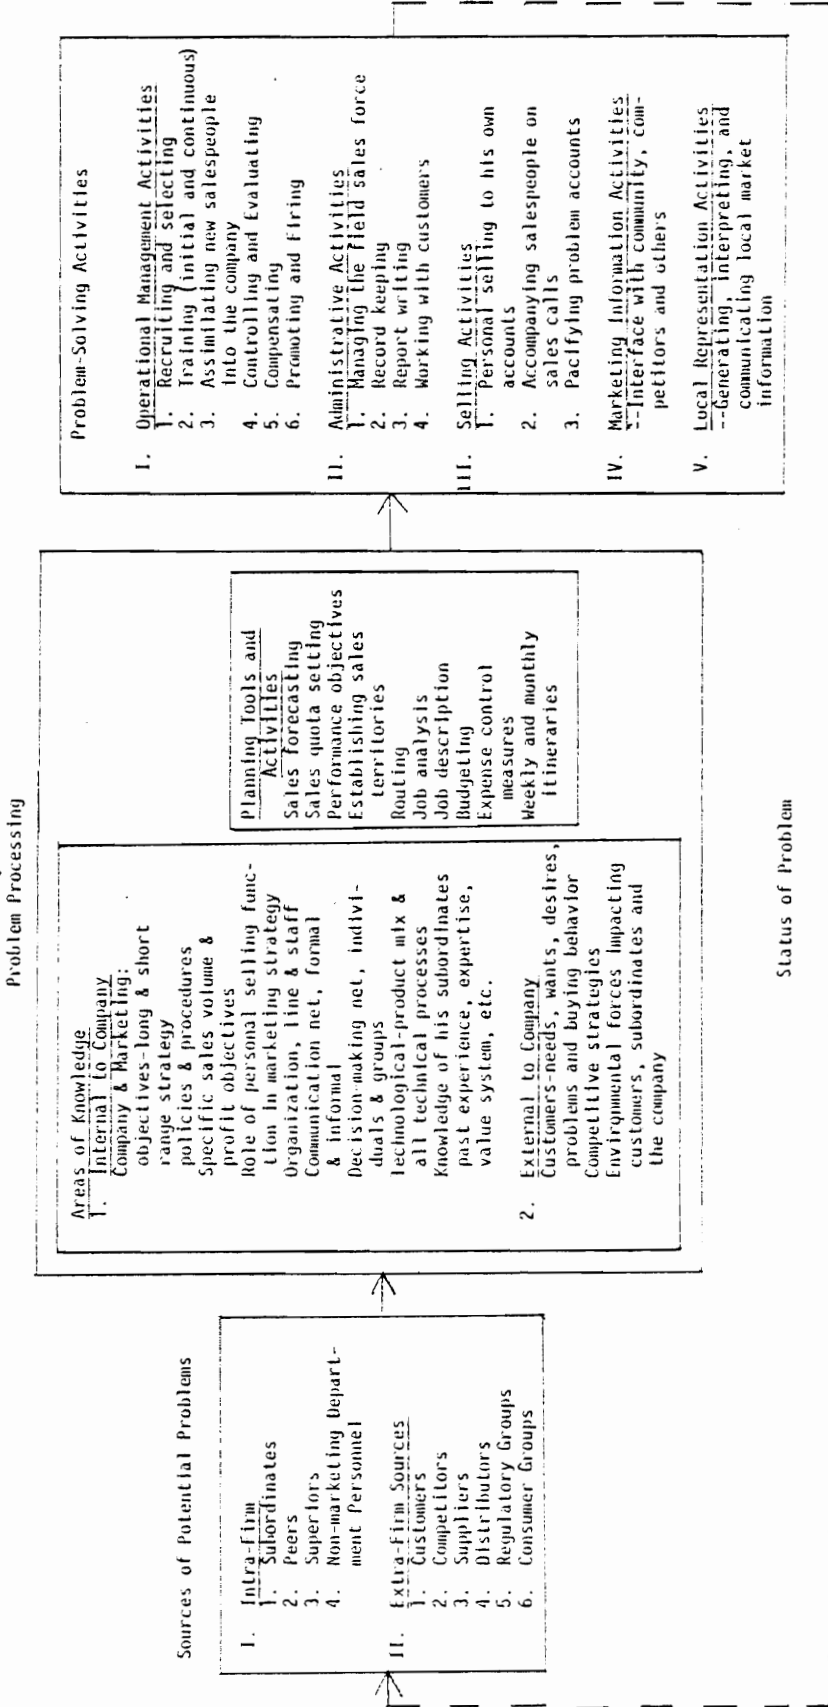 Sources of Potential Problems
I. Intra-Firm
1. Subordinates
2. Peers
3. Superiors
4. Non-marketing Depart-
ment Personnel
II. Extra-Firm Sources
1. Customers
2. Competitors
3. Suppliers
4. Distributors
5. Regulatory Groups
6. Consumer Groups
Problem Processing
Areas of Knowledge
1. Internal to Company
Company & Marketing:
objectives-long & short
range strategy
policies & procedures
Specific sales volume &
profit objectives
Role of personal selling func-
tion in marketing strategy
Organization, line & staff
Communication net, formal
& informal
Decision-making net, indivi-
duals & groups
Technological-product mix &
all technical processes
Knowledge of his subordinates
past experience, expertise,
value system, etc.
2. External to Company
Customers-needs, wants, desires,
problems and buying behavior
Competitive strategies
Environmental forces impacting
customers, subordinates and
the company
Planning Tools and
Activities
Sales forecasting
Sales quota setting
Performance objectives
Establishing sales
territories
Routing
Job analysis
Job description
Budgeting
Expense control
measures
Weekly and monthly
itineraries
Problem-Solving Activities
I. Operational Management Activities
1. Recruiting and selecting
2. Training (initial and continuous)
3. Assimilating new salespeople
into the company
4. Controlling and Evaluating
5. Compensating
6. Promoting and Firing
II. Administrative Activities
1. Managing the field sales force
2. Record keeping
3. Report writing
4. Working with customers
III. Selling Activities
1. Personal selling to his own
accounts
2. Accompanying salespeople on
sales calls
3. Pacifying problem accounts
IV. Marketing Information Activities
--Interface with community, com-
petitors and others
V. Local Representation Activities
--Generating, interpreting, and
communicating local market
information
Status of Problem